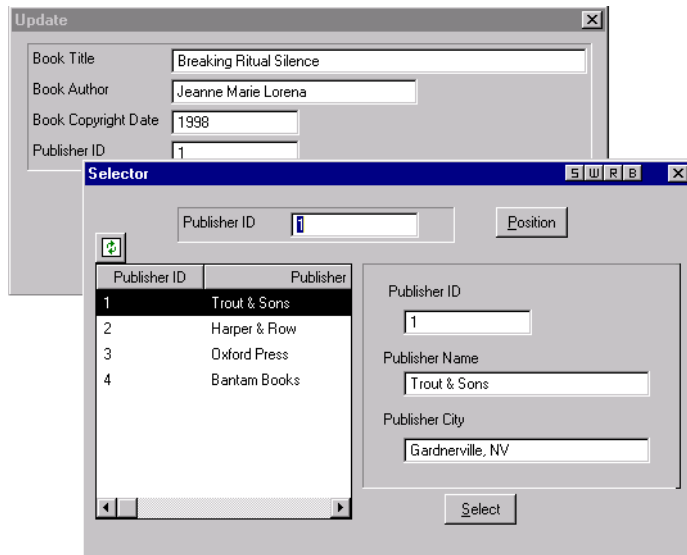 Update
Book Title Breaking Ritual Silence
Book Author Jeanne Marie Lorena
Book Copyright Date 1998
Publisher ID 1
Selector S W R B
Publisher ID 1 Position
Publisher ID Publisher
1 Trout & Sons
2 Harper & Row
3 Oxford Press
4 Bantam Books
Publisher ID
1
Publisher Name
Trout & Sons
Publisher City
Gardnerville, NV
Select